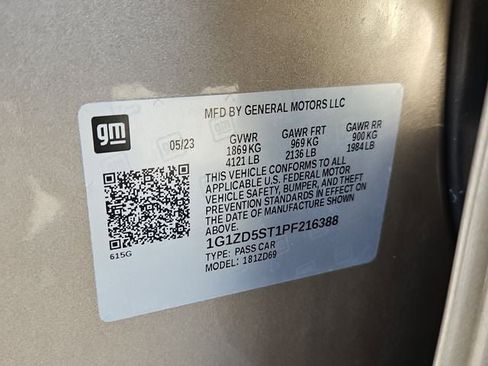 gm
MFD BY GENERAL MOTORS LLC
05/23 GVWR GAWR FRT GAWR RR
1869 KG 969 KG 900 KG
4121 LB 2136 LB 1984 LB
THIS VEHICLE CONFORMS TO ALL
APPLICABLE U.S. FEDERAL MOTOR
VEHICLE SAFETY, BUMPER, AND THEFT
PREVENTION STANDARDS IN EFFECT ON
THE DATE OF MANUFACTURE SHOWN
ABOVE.
1G1ZD5ST1PF216388
TYPE: PASS CAR
MODEL: 181ZD69
615G